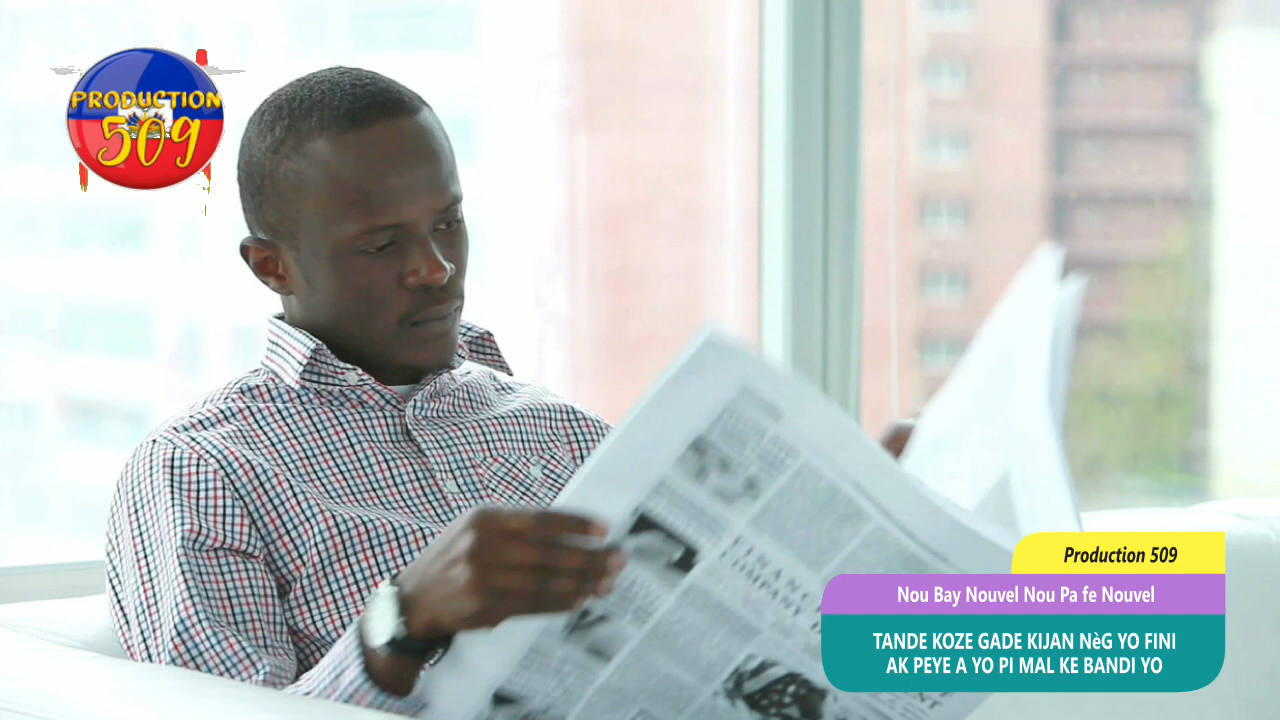 PRODUCTION
509
Production 509
Nou Bay Nouvel Nou Pa fe Nouvel
TANDE KOZE GADE KIJAN NèG YO FINI
AK PEYE A YO PI MAL KE BANDI YO